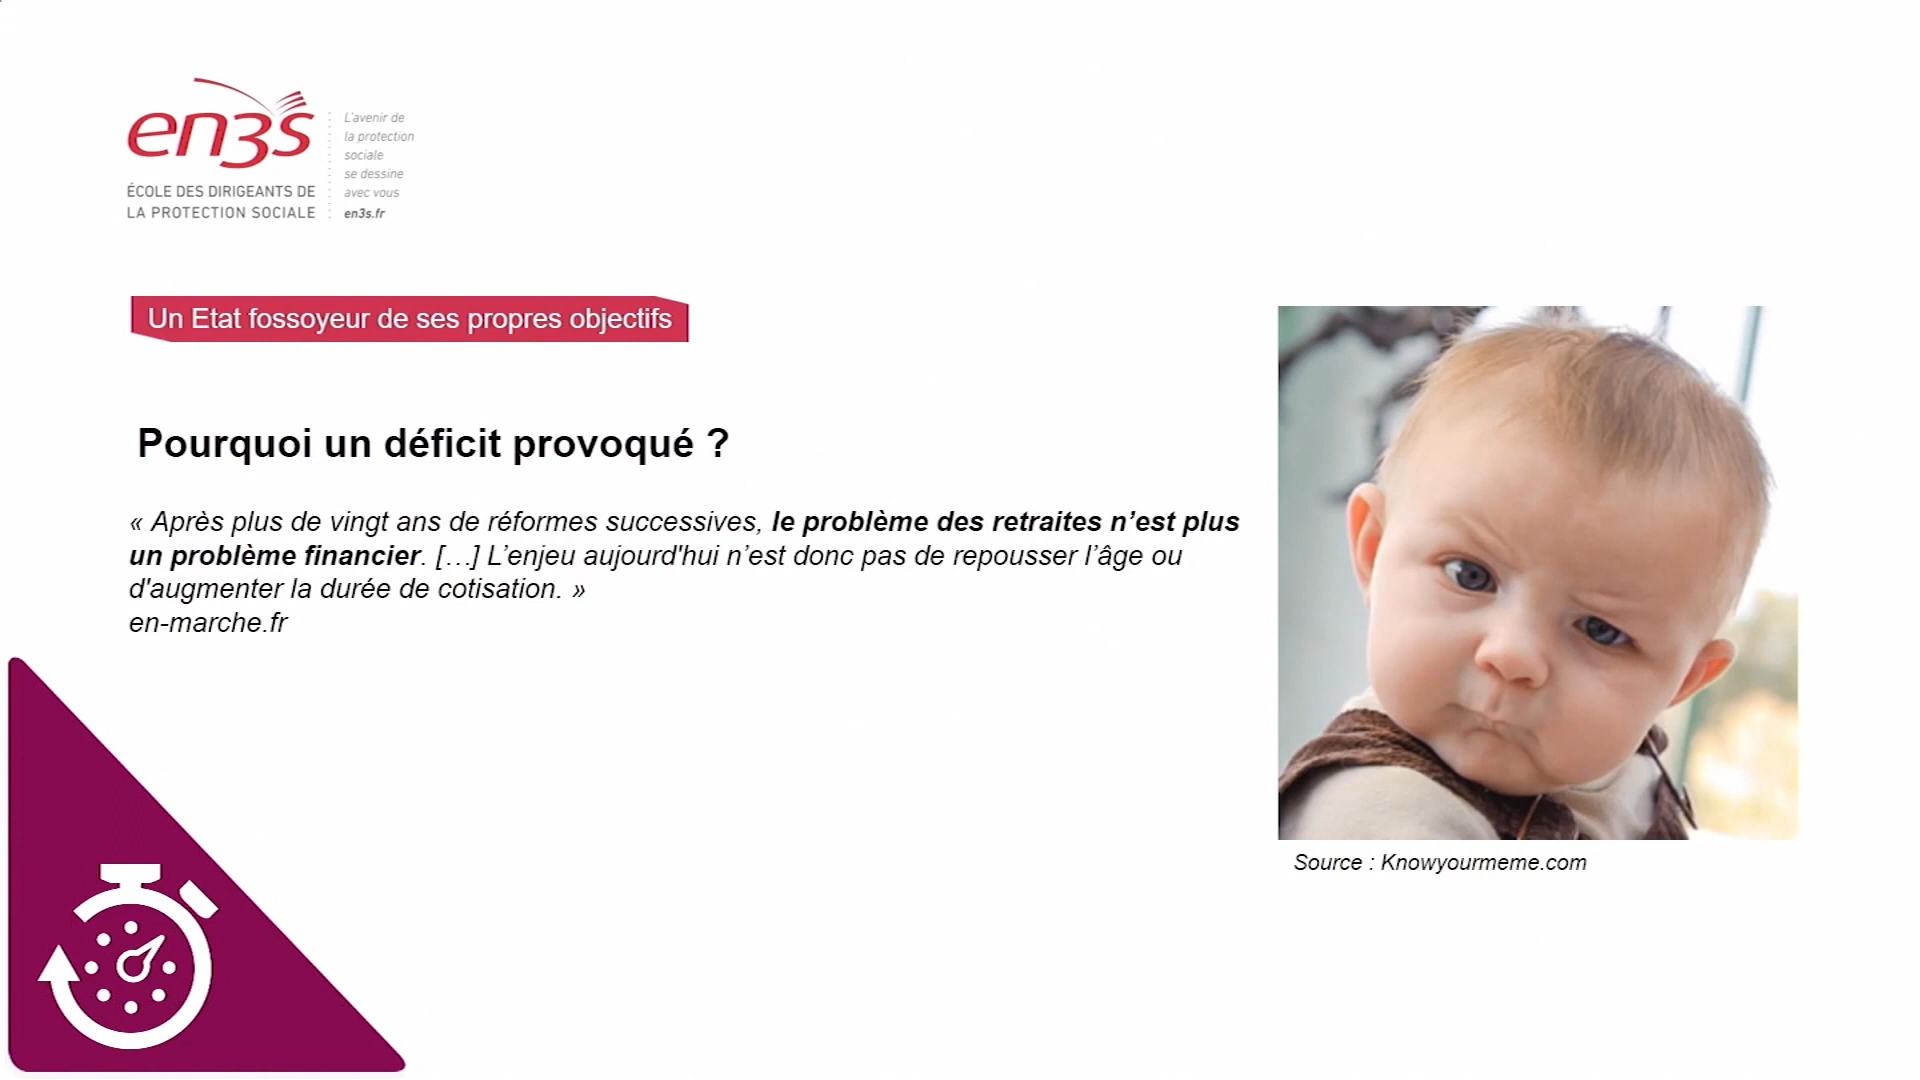 en3s
ÉCOLE DES DIRIGEANTS DE
LA PROTECTION SOCIALE
L'avenir de
la protection
sociale
se dessine
avec vous
en3s.fr
Un Etat fossoyeur de ses propres objectifs
Pourquoi un déficit provoqué ?
« Après plus de vingt ans de réformes successives, le problème des retraites n’est plus
un problème financier. […] L’enjeu aujourd'hui n’est donc pas de repousser l’âge ou
d'augmenter la durée de cotisation. »
en-marche.fr
Source : Knowyourmeme.com